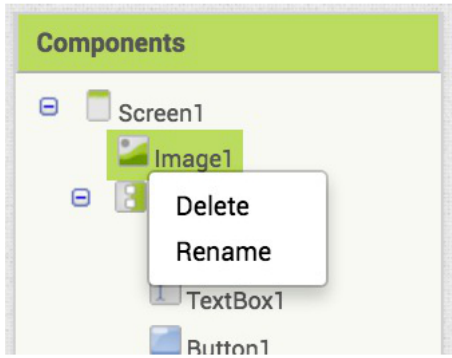 Components
Screen1
Image1
Delete
Rename
TextBox1
Button1